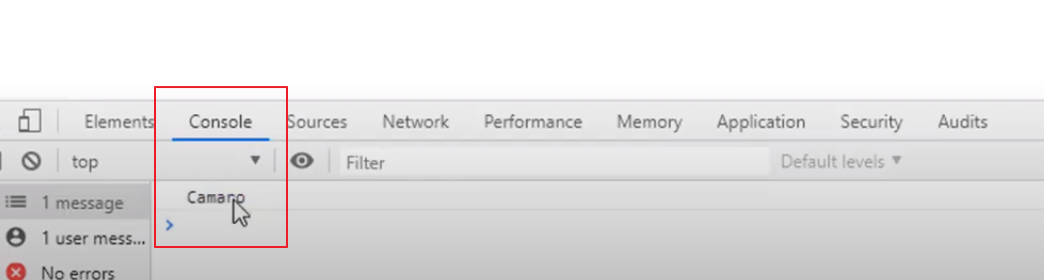 Elements Console Sources Network Performance Memory Application Security Audits
top Filter Default levels
1 message
Camaro
1 user mess...
No errors